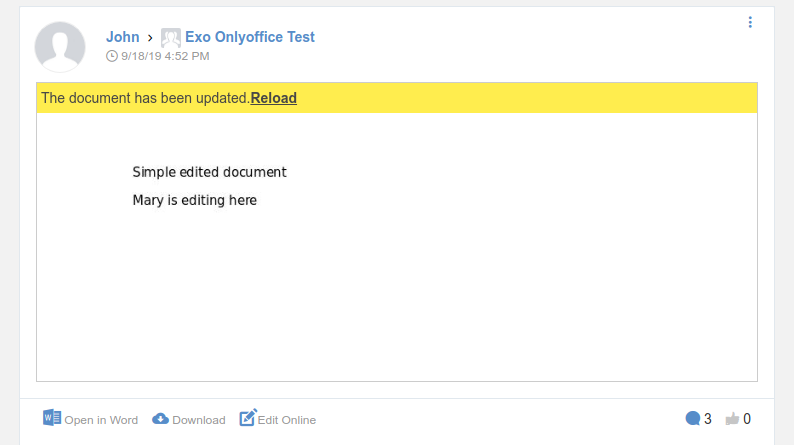 John > Exo Onlyoffice Test
9/18/19 4:52 PM
The document has been updated.Reload
Simple edited document
Mary is editing here
Open in Word Download Edit Online 3 0